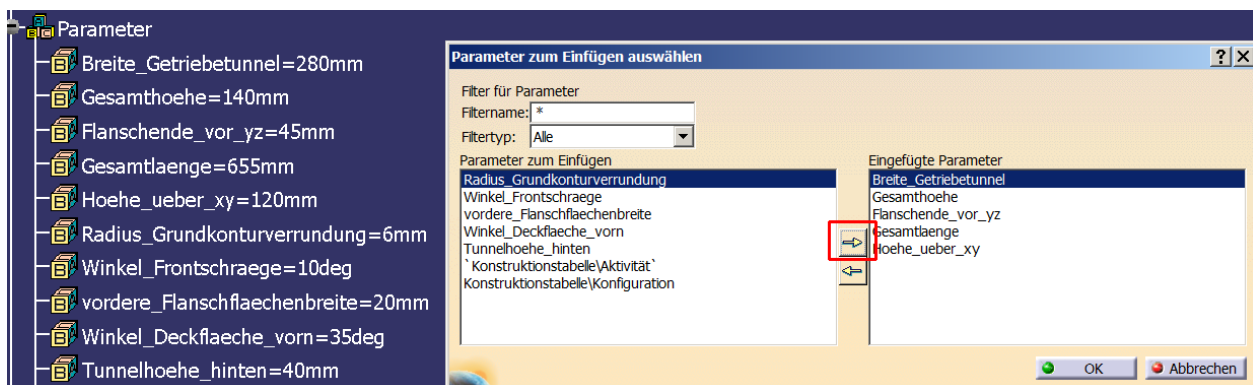 Parameter
Breite_Getriebetunnel=280mm
Gesamthoehe=140mm
Flanschende_vor_yz=45mm
Gesamtlaenge=655mm
Hoehe_ueber_xy=120mm
Radius_Grundkonturverrundung=6mm
Winkel_Frontschraege=10deg
vordere_Flanschflaechenbreite=20mm
Winkel_Deckflaeche_vorn=35deg
Tunnelhoehe_hinten=40mm
Parameter zum Einfügen auswählen
Filter für Parameter
Filtername: *
Filtertyp: Alle
Parameter zum Einfügen
Radius_Grundkonturverrundung
Winkel_Frontschraege
vordere_Flanschflaechenbreite
Winkel_Deckflaeche_vorn
Tunnelhoehe_hinten
`Konstruktionstabelle\Aktivität`
Konstruktionstabelle\Konfiguration
Eingefügte Parameter
Breite_Getriebetunnel
Gesamthoehe
Flanschende_vor_yz
Gesamtlaenge
Hoehe_ueber_xy
OK
Abbrechen